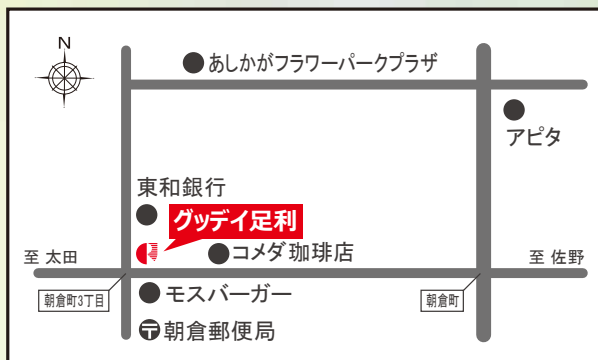 N
あしかがフラワーパークプラザ
アピタ
東和銀行
グッデイ足利
コメダ珈琲店
至 太田
至 佐野
朝倉町3丁目
モスバーガー
朝倉町
〒朝倉郵便局